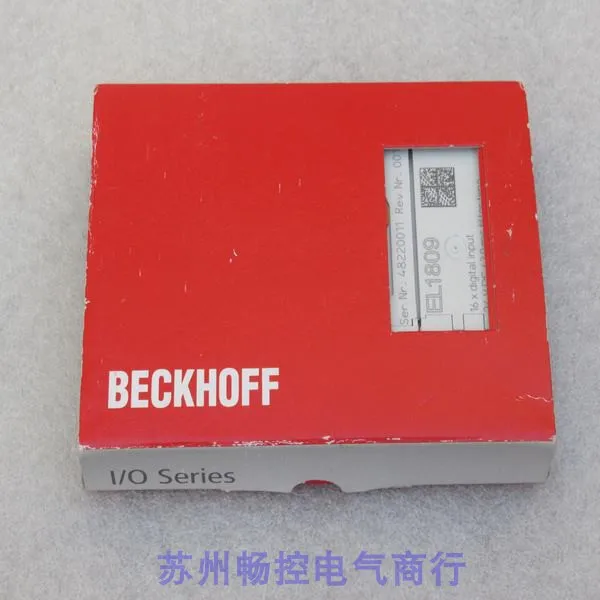 Ser Nr. 48220011 Rev Nr. 001
EL1809
16 x digital input
BECKHOFF
I/O Series
苏州畅控电气商行